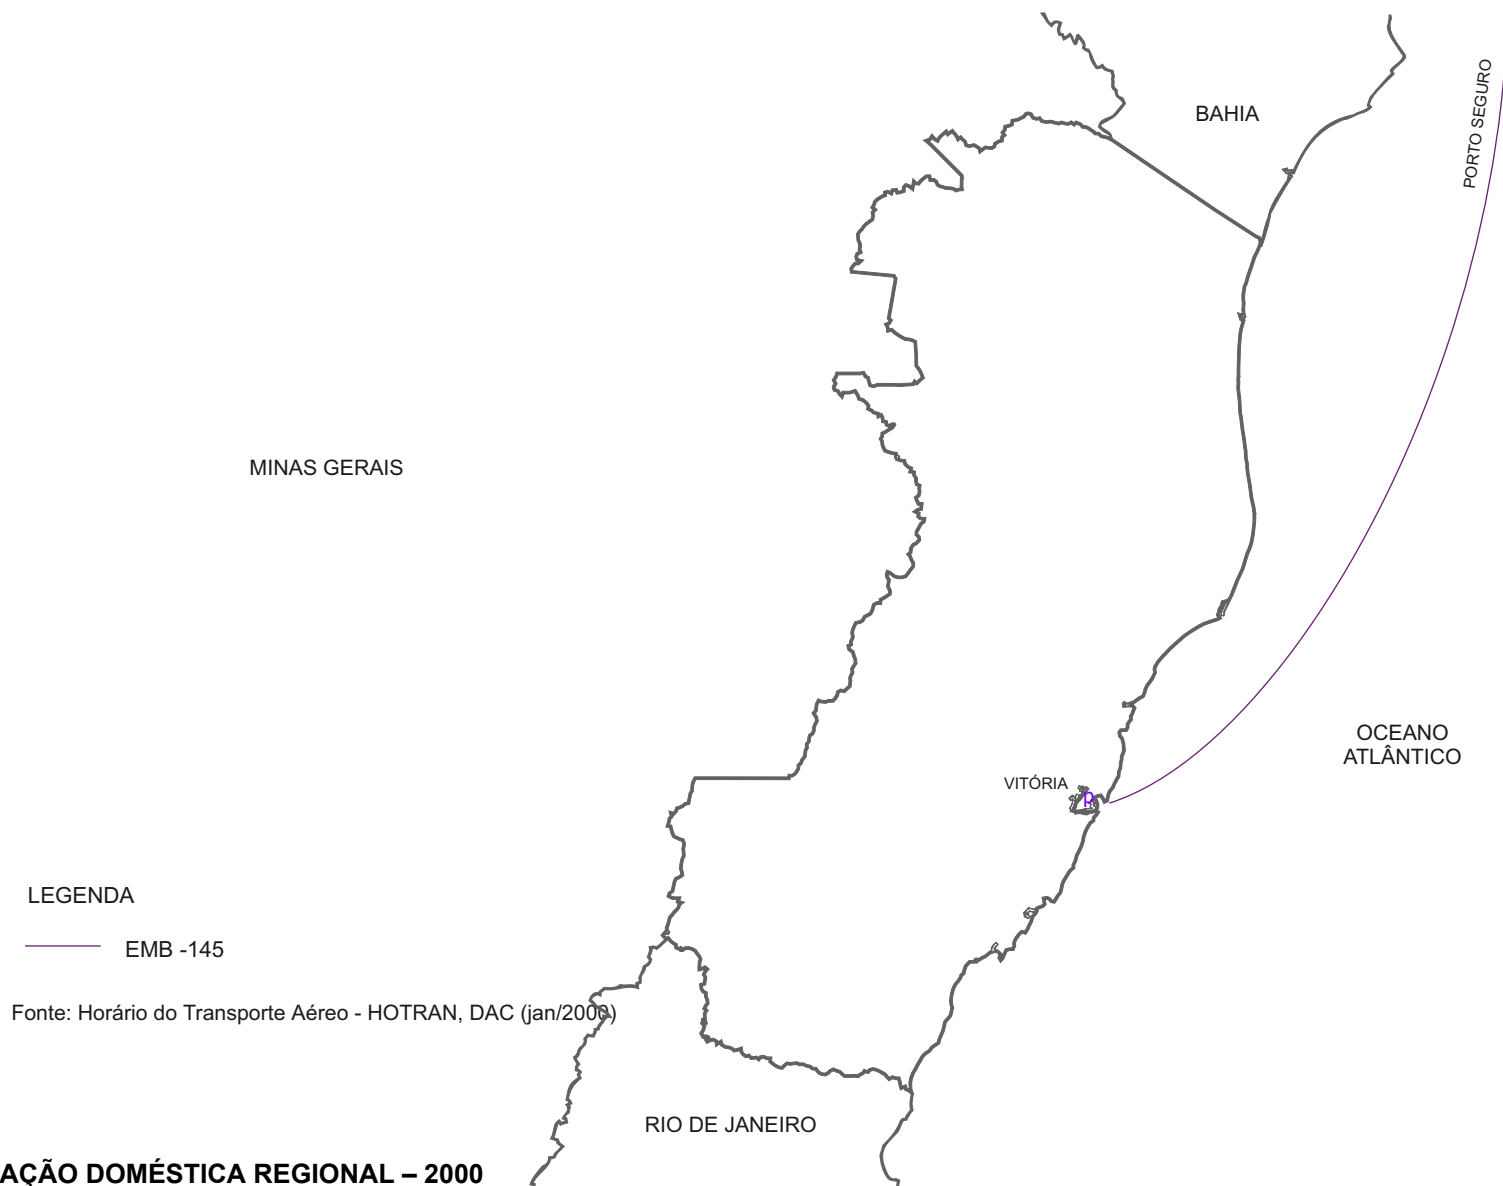 BAHIA
PORTO SEGURO
MINAS GERAIS
OCEANO
ATLÂNTICO
VITÓRIA
p
LEGENDA
EMB -145
Fonte: Horário do Transporte Aéreo - HOTRAN, DAC (jan/2000)
RIO DE JANEIRO
AÇÃO DOMÉSTICA REGIONAL – 2000